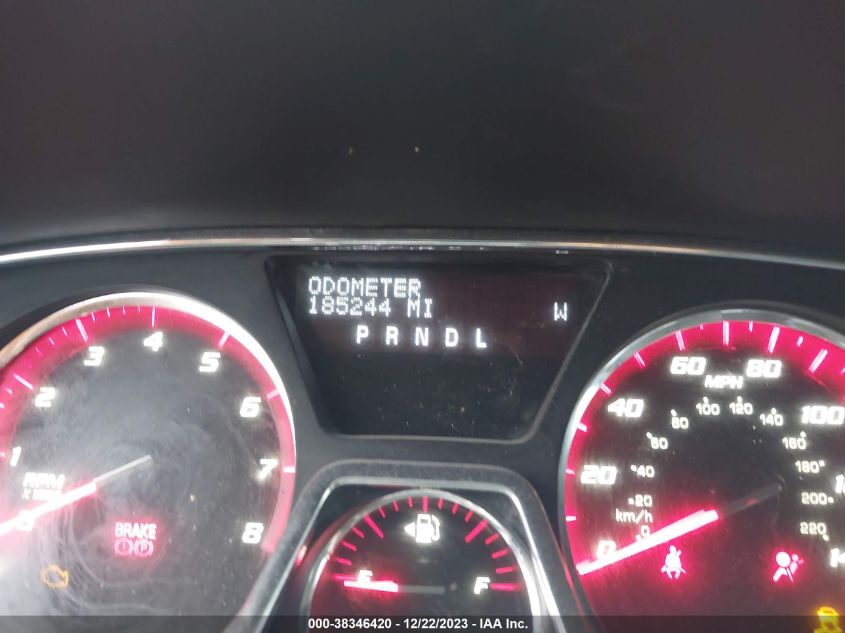 ODOMETER
185244 MI W
P R N D L
0 1 2 3 4 5 6 7 8
RPM
BRAKE
E F
0 20 40 60 80 100
MPH
0 20 40 60 80 100 120 140 160 180 200 220
km/h
000-38346420 - 12/22/2023 - IAA Inc.